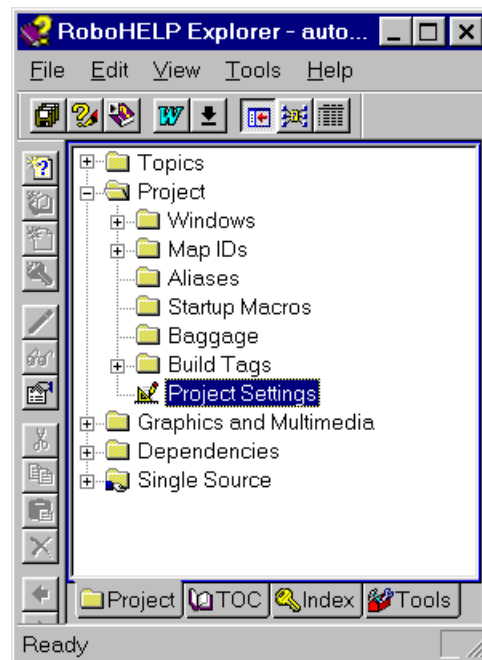 RoboHELP Explorer - auto...
File Edit View Tools Help
Topics
Project
Windows
Map IDs
Aliases
Startup Macros
Baggage
Build Tags
Project Settings
Graphics and Multimedia
Dependencies
Single Source
Project TOC Index Tools
Ready